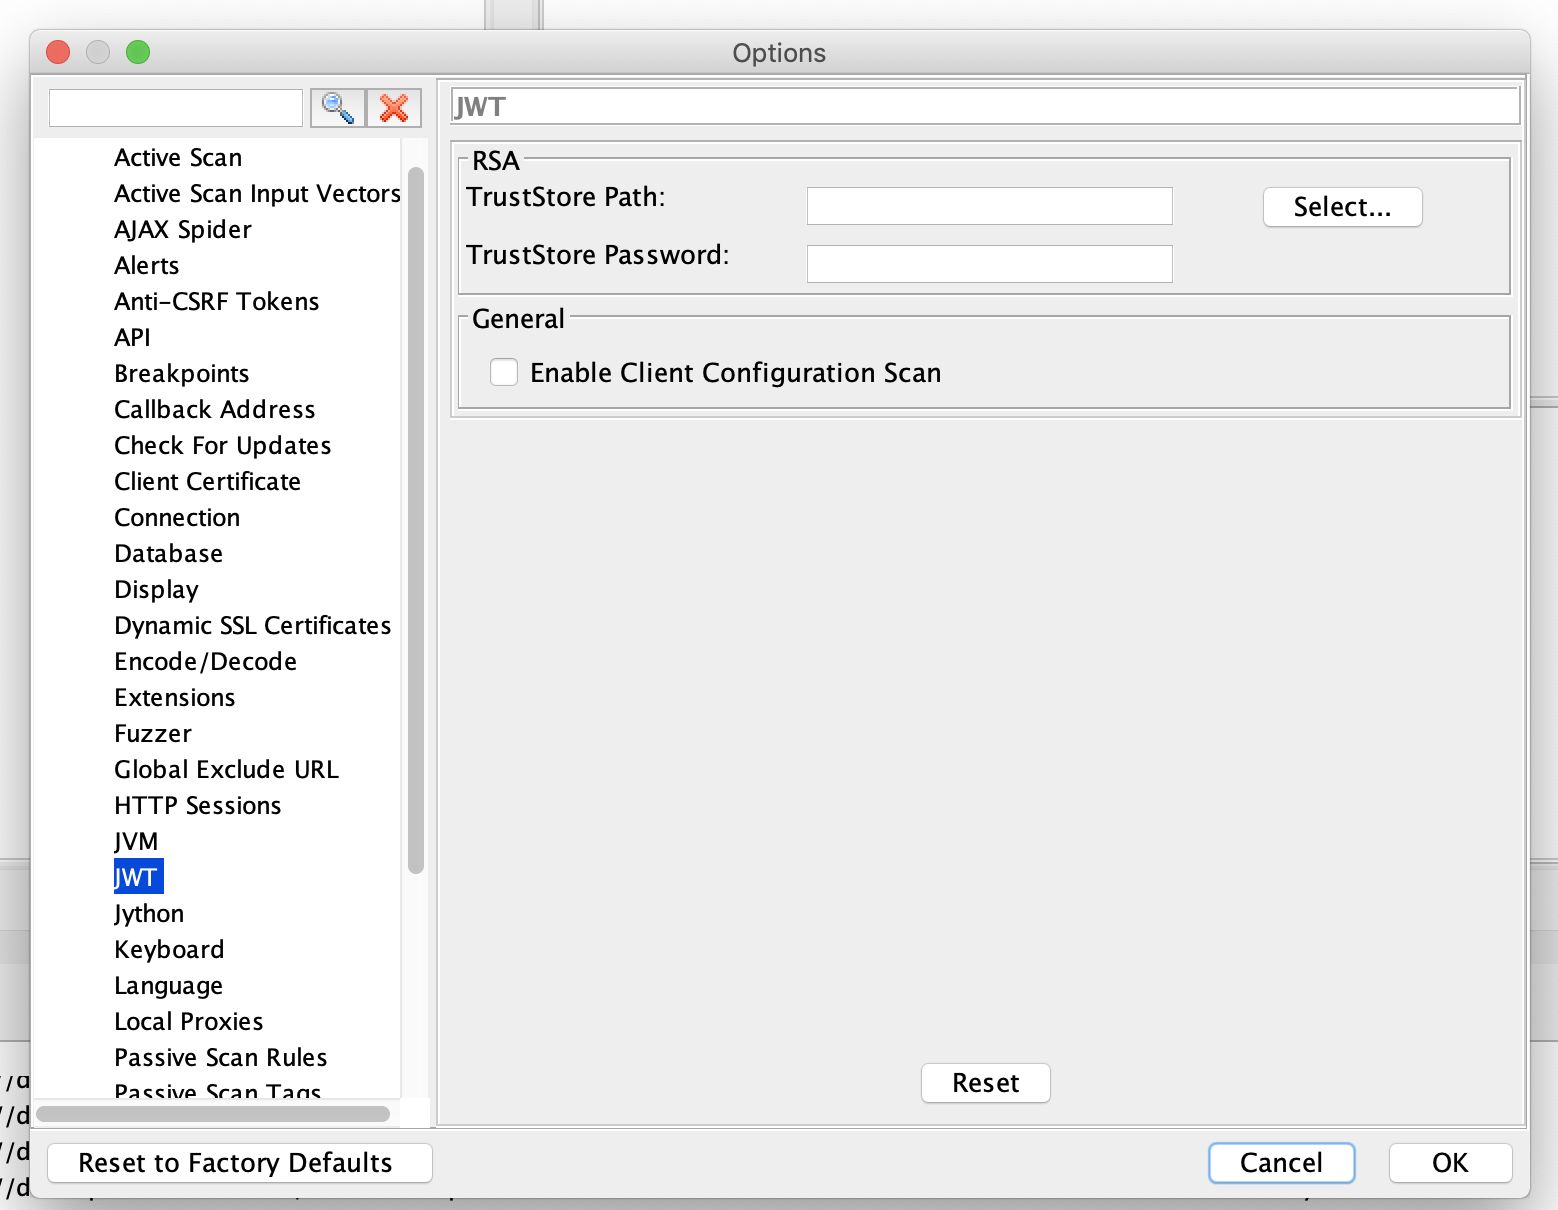 Options
JWT
Active Scan
Active Scan Input Vectors
AJAX Spider
Alerts
Anti-CSRF Tokens
API
Breakpoints
Callback Address
Check For Updates
Client Certificate
Connection
Database
Display
Dynamic SSL Certificates
Encode/Decode
Extensions
Fuzzer
Global Exclude URL
HTTP Sessions
JVM
JWT
Jython
Keyboard
Language
Local Proxies
Passive Scan Rules
Passive Scan Tags
RSA
TrustStore Path:
Select...
TrustStore Password:
General
Enable Client Configuration Scan
Reset
Reset to Factory Defaults
Cancel
OK